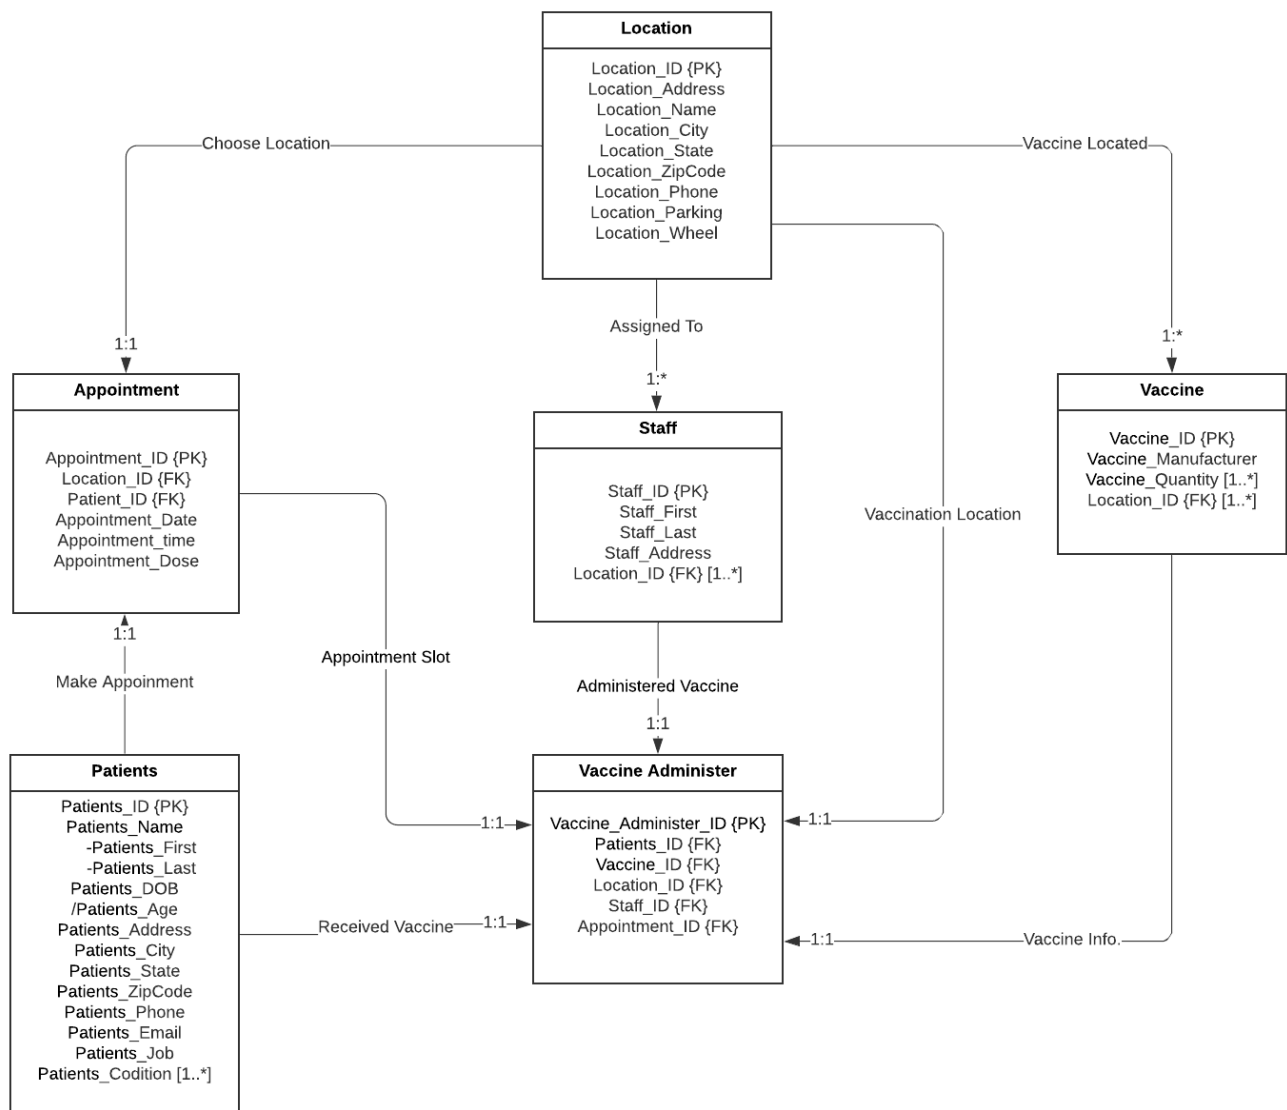 Location
Location_ID {PK}
Location_Address
Location_Name
Location_City
Location_State
Location_ZipCode
Location_Phone
Location_Parking
Location_Wheel
Choose Location
Vaccine Located
Assigned To
1:1
1:*
1:*
Appointment
Appointment_ID {PK}
Location_ID {FK}
Patient_ID {FK}
Appointment_Date
Appointment_time
Appointment_Dose
Staff
Staff_ID {PK}
Staff_First
Staff_Last
Staff_Address
Location_ID {FK} [1..*]
Vaccine
Vaccine_ID {PK}
Vaccine_Manufacturer
Vaccine_Quantity [1..*]
Location_ID {FK} [1..*]
Vaccination Location
1:1
Make Appoinment
Appointment Slot
Administered Vaccine
1:1
Patients
Patients_ID {PK}
Patients_Name
-Patients_First
-Patients_Last
Patients_DOB
/Patients_Age
Patients_Address
Patients_City
Patients_State
Patients_ZipCode
Patients_Phone
Patients_Email
Patients_Job
Patients_Codition [1..*]
1:1
Received Vaccine
1:1
Vaccine Administer
Vaccine_Administer_ID {PK}
Patients_ID {FK}
Vaccine_ID {FK}
Location_ID {FK}
Staff_ID {FK}
Appointment_ID {FK}
1:1
1:1
Vaccine Info.